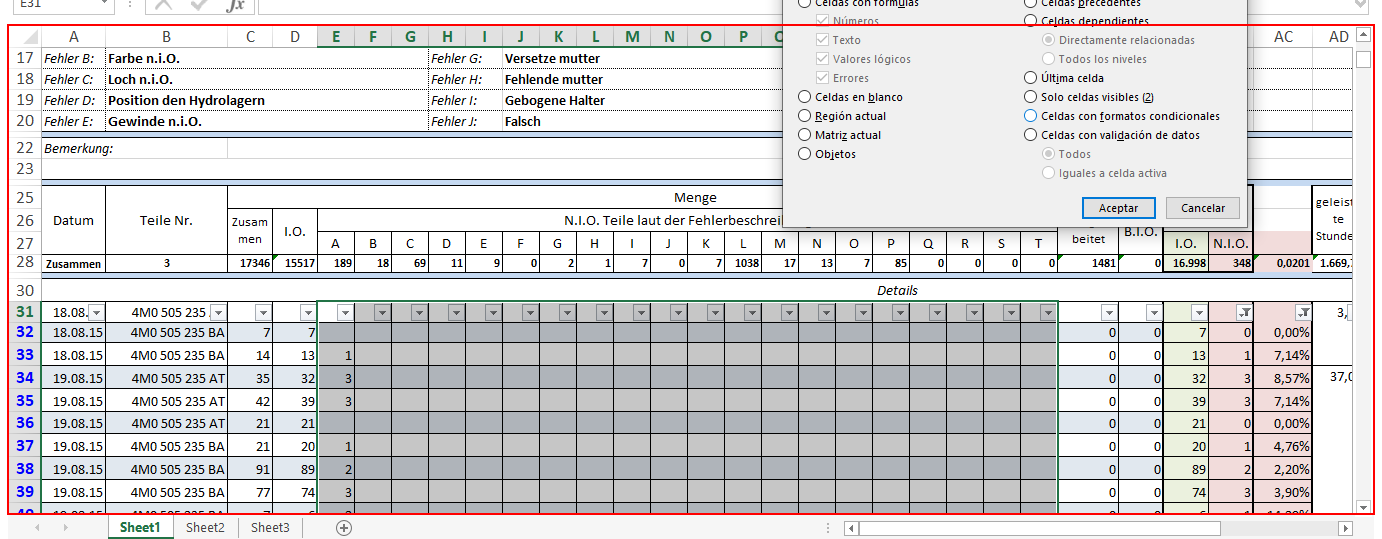 E31 fx
Celdas con fórmulas Celdas precedentes
Números Celdas dependientes
Texto Directamente relacionadas
Valores lógicos Todos los niveles
Errores Última celda
Celdas en blanco Solo celdas visibles (2)
Región actual Celdas con formatos condicionales
Matriz actual Celdas con validación de datos
Objetos Todos
Iguales a celda activa
Aceptar Cancelar
A B C D E F G H I J K L M N O P AC AD
17 Fehler B: Farbe n.i.O. Fehler G: Versetze mutter
18 Fehler C: Loch n.i.O. Fehler H: Fehlende mutter
19 Fehler D: Position den Hydrolagern Fehler I: Gebogene Halter
20 Fehler E: Gewinde n.i.O. Fehler J: Falsch
22 Bemerkung:
23
25 Menge
26 Datum Teile Nr. Zusam men I.O. N.I.O. Teile laut der Fehlerbeschrei beitet B.I.O. te Stunde
27 A B C D E F G H I J K L M N O P Q R S T I.O. N.I.O.
28 Zusammen 3 17346 15517 189 18 69 11 9 0 2 1 7 0 7 1038 17 13 7 85 0 0 0 0 1481 0 16.998 348 0,0201 1.669,
30 Details
31 18.08. 4M0 505 235 3,
32 18.08.15 4M0 505 235 BA 7 7 0 0 7 0 0,00%
33 18.08.15 4M0 505 235 BA 14 13 1 0 0 13 1 7,14%
34 19.08.15 4M0 505 235 AT 35 32 3 0 0 32 3 8,57% 37,0
35 19.08.15 4M0 505 235 AT 42 39 3 0 0 39 3 7,14%
36 19.08.15 4M0 505 235 AT 21 21 0 0 21 0 0,00%
37 19.08.15 4M0 505 235 BA 21 20 1 0 0 20 1 4,76%
38 19.08.15 4M0 505 235 BA 91 89 2 0 0 89 2 2,20%
39 19.08.15 4M0 505 235 BA 77 74 3 0 0 74 3 3,90%
Sheet1 Sheet2 Sheet3